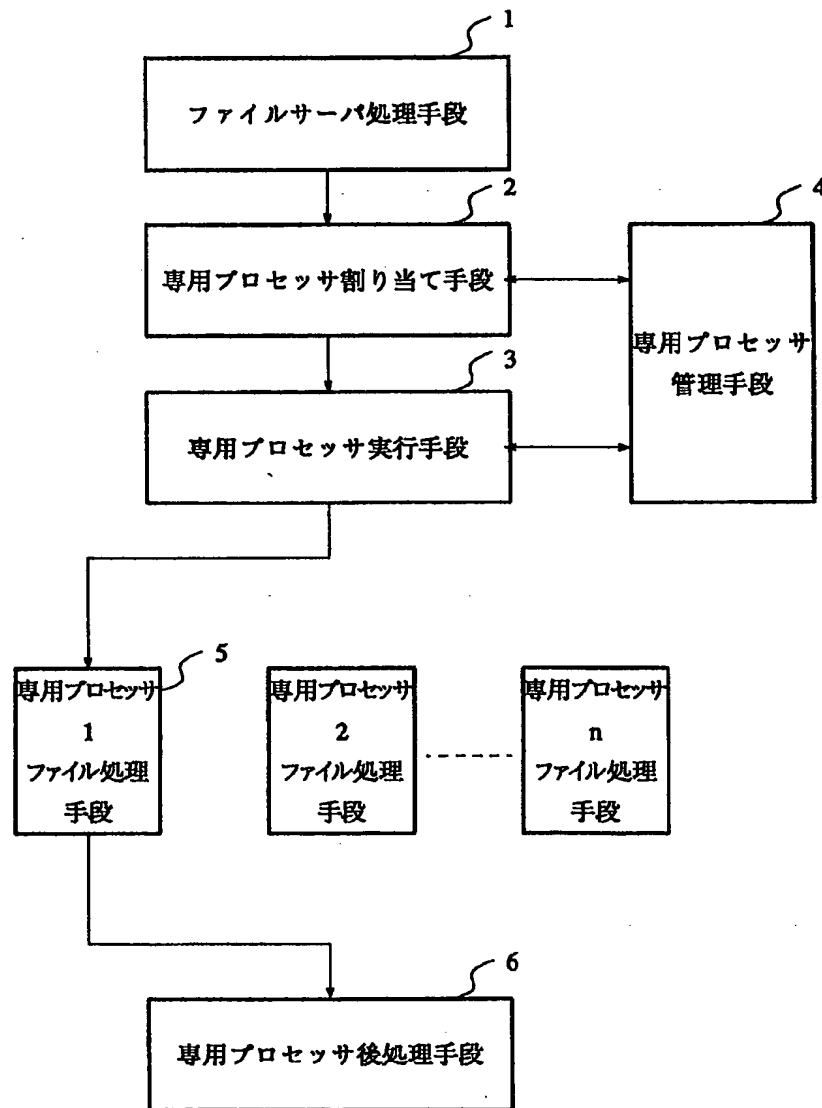 1
ファイルサーバ処理手段
2
専用プロセッサ割り当て手段
3
専用プロセッサ実行手段
4
専用プロセッサ
管理手段
5
専用プロセッサ
1
ファイル処理
手段
専用プロセッサ
2
ファイル処理
手段
専用プロセッサ
n
ファイル処理
手段
6
専用プロセッサ後処理手段